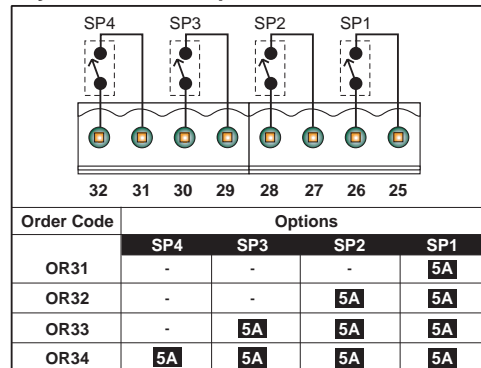 SP4 SP3 SP2 SP1
32 31 30 29 28 27 26 25
Order Code Options
SP4 SP3 SP2 SP1
OR31 - - - 5A
OR32 - - 5A 5A
OR33 - 5A 5A 5A
OR34 5A 5A 5A 5A